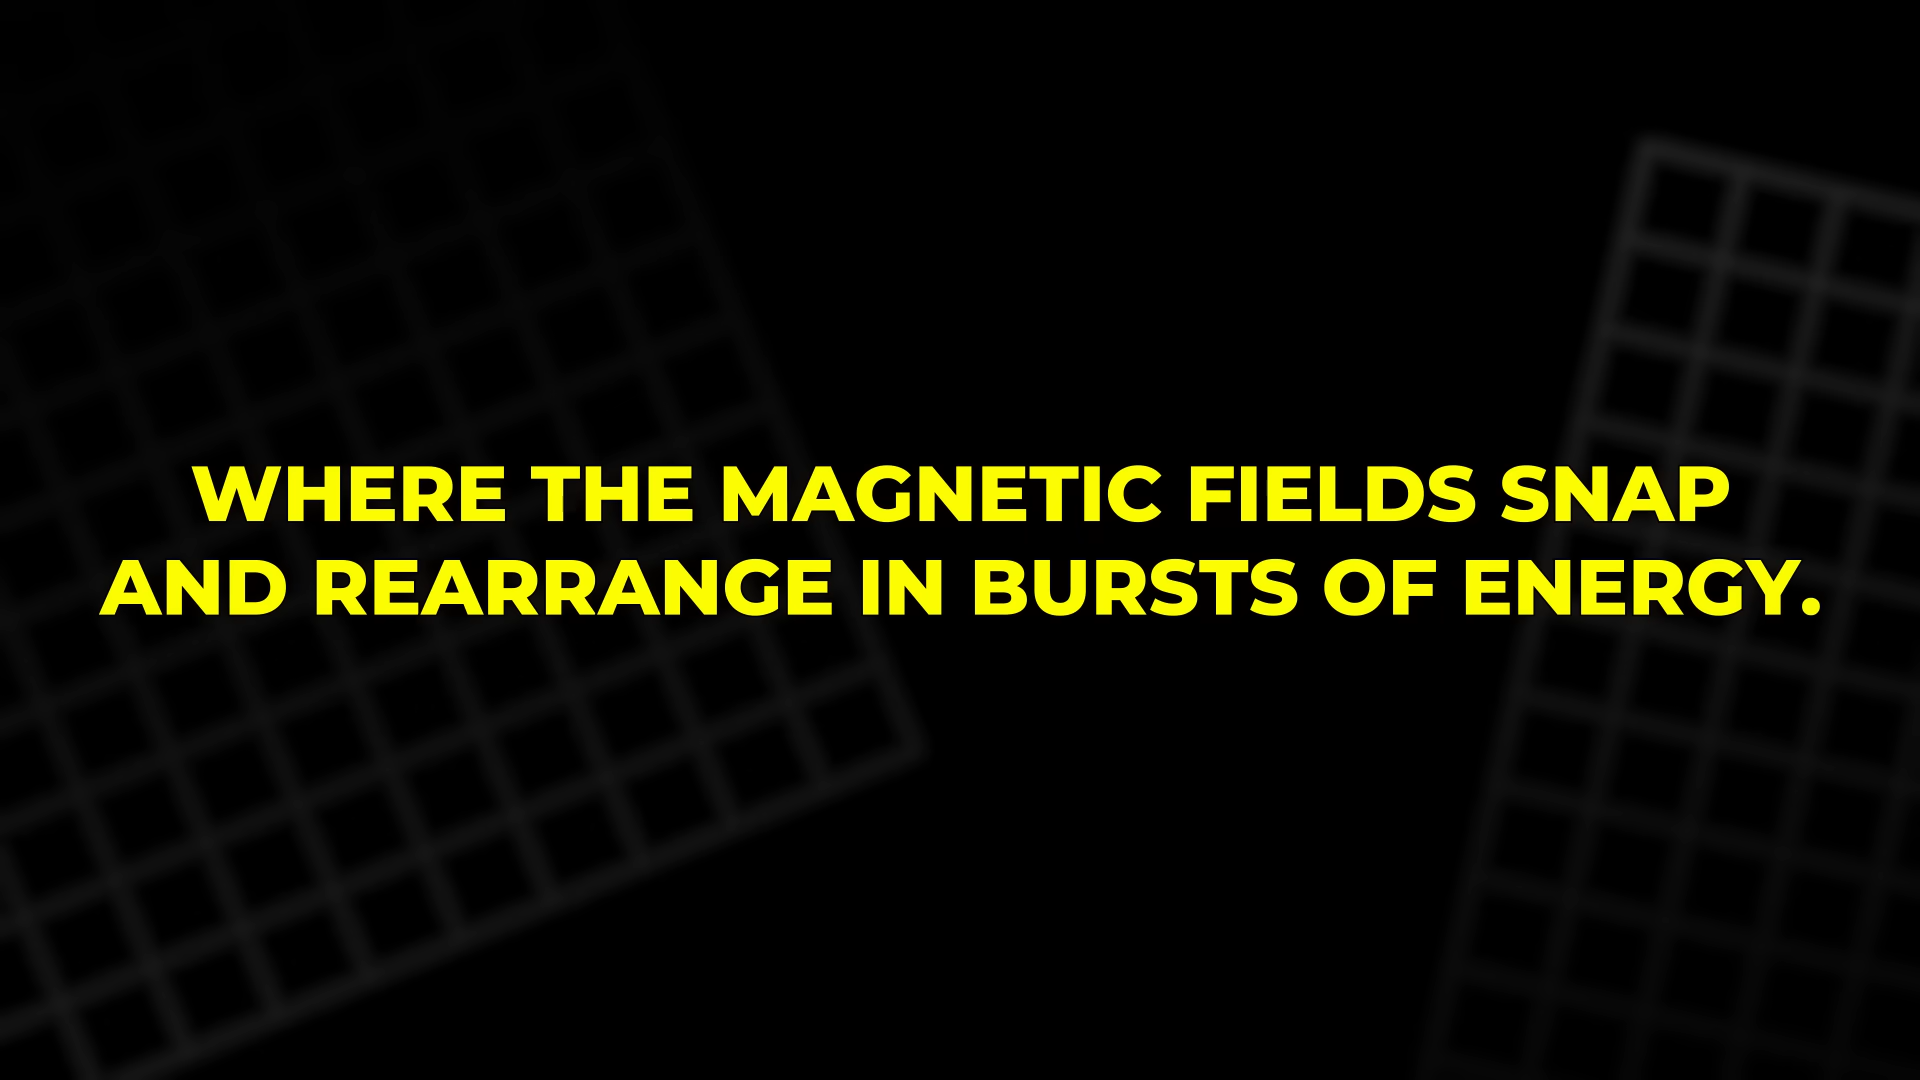 WHERE THE MAGNETIC FIELDS SNAP
AND REARRANGE IN BURSTS OF ENERGY.